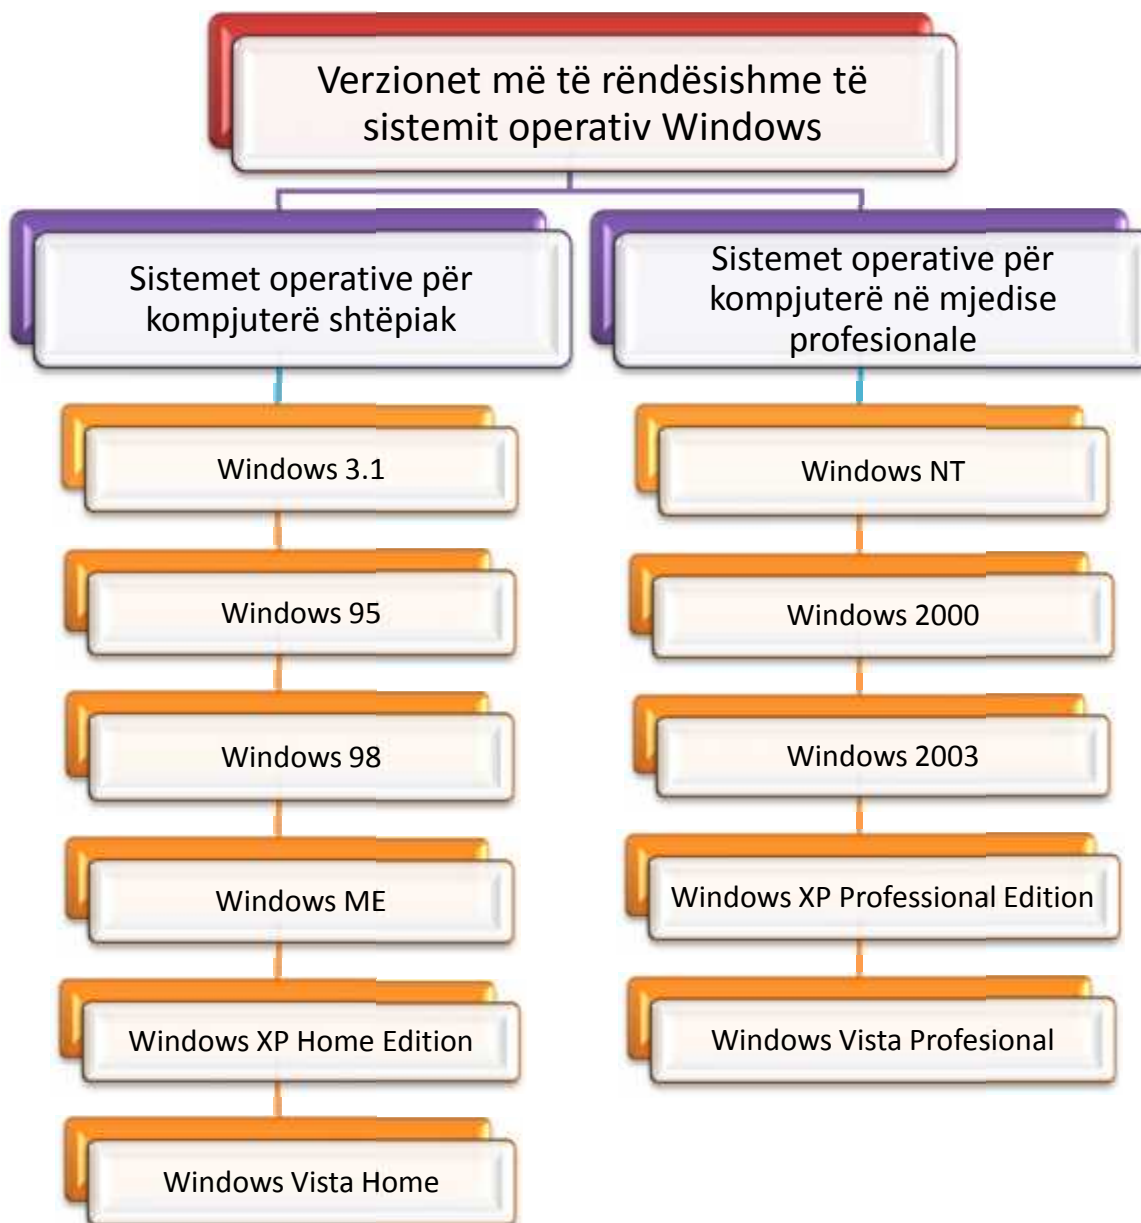 Verzionet më të rëndësishme të
sistemit operativ Windows
Sistemet operative për
kompjuterë shtëpiak
Windows 3.1
Windows 95
Windows 98
Windows ME
Windows XP Home Edition
Windows Vista Home
Sistemet operative për
kompjuterë në mjedise
profesionale
Windows NT
Windows 2000
Windows 2003
Windows XP Professional Edition
Windows Vista Profesional